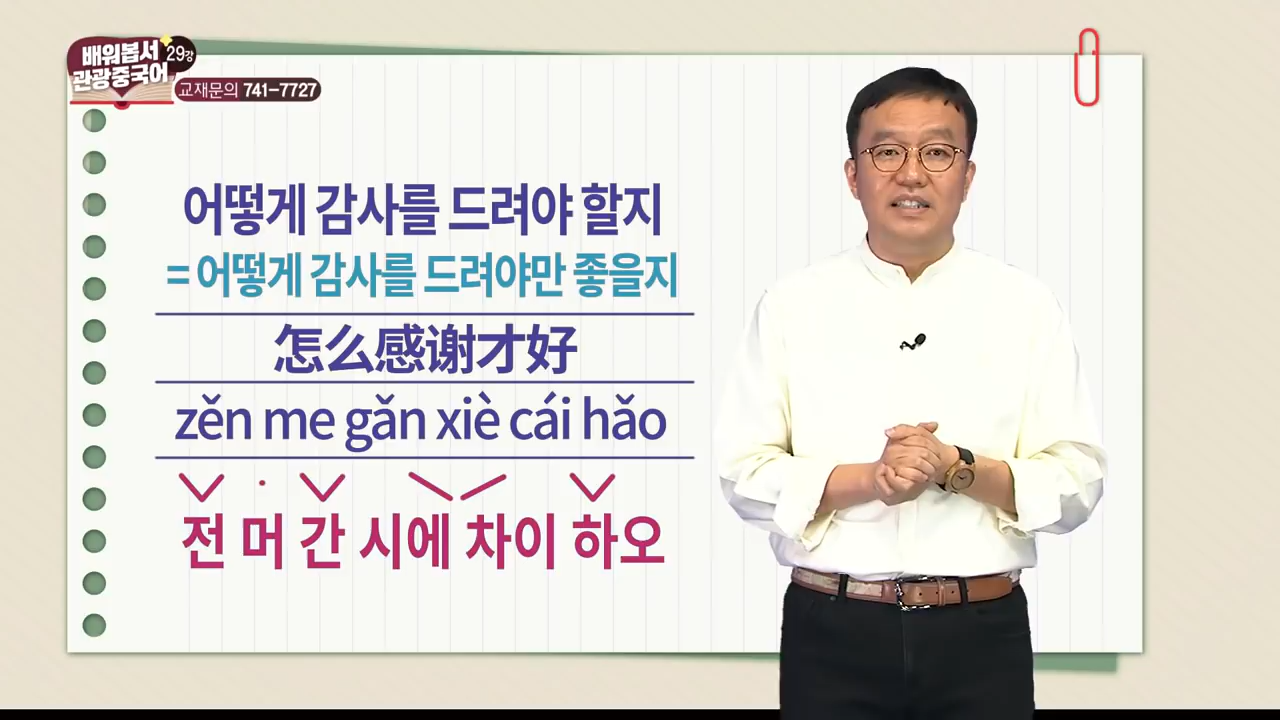 배워봅서 29강
관광중국어
교재문의 741-7727
어떻게 감사를 드려야 할지
= 어떻게 감사를 드려야만 좋을지
怎么感谢才好
zěn me gǎn xiè cái hǎo
전 머 간 시에 차이 하오